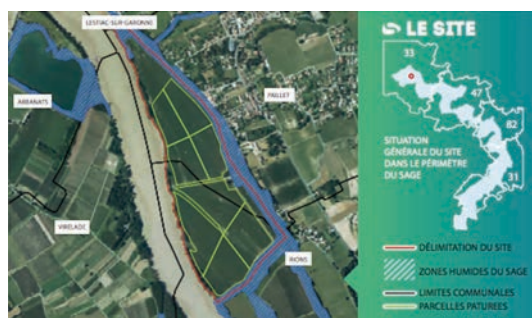 LESTIAC-SUR-GARONNE
PAILLET
ARBANATS
VIRELADE
RIONS
LE SITE
33
47
82
31
SITUATION
GÉNÉRALE DU SITE
DANS LE PÉRIMÈTRE
DU SAGE
DÉLIMITATION DU SITE
ZONES HUMIDES DU SAGE
LIMITES COMMUNALES
PARCELLES PATUREES